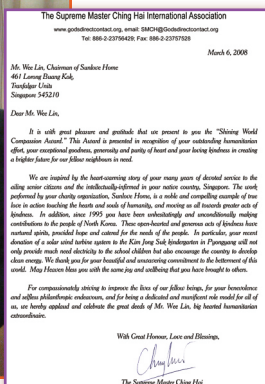 The Supreme Master Ching Hai International Association
www.godsdirectcontact.org, email: SMCH@Godsdirectcontact.org
Tel: 886-2-23756429; Fax: 886-2-23757528
March 6, 2008
Mr. Wee Lin, Chairman of Sunlove Home
461 Lorong Buang Kok,
Tranfalgar Units
Singapore 545210
Dear Mr. Wee Lin,
It is with great pleasure and gratitude that we present to you the "Shining World
Compassion Award." This Award is presented in recognition of your outstanding humanitarian
effort, your exceptional goodness, generosity and purity of heart and your loving kindness in creating
a brighter future for our fellow neighbours in need.
We are inspired by the heart-warming story of your many years of devoted service to the
ailing senior citizens and the intellectually-infirmed in your nation country, Singapore. The work
performed by your charity organization, Sunlove Home, is a noble and compelling example of true
love in action touching the hearts and souls of humanity, and moving us all towards greater acts of
kindness. In addition, since 1995 you have been unhesitatingly and unconditionally making
contributions to the people of North Korea. These open-hearted and generous acts of kindness have
nurtured spirits, provided hope and catered for the needs of the people. In particular, your recent
donation of a solar wind turbine system to the Kim Jong Suk kindergarten in Pyongyang will not
only provide much need electricity to the school children but also encourage the country to develop
clean energy. We thank you for your beautiful and unwavering commitment to the betterment of this
world. May Heaven bless you with the same joy and wellbeing that you have brought to others.
For compassionately striving to improve the lives of our fellow beings, for your benevolence
and selfless philanthropic endeavours, and for being a dedicated and munificent role model for all of
us, we hereby applaud and celebrate the great deeds of Mr. Wee Lin, big hearted humanitarian
extraordinaire.
With Great Honour, Love and Blessings,
The Supreme Master Ching Hai